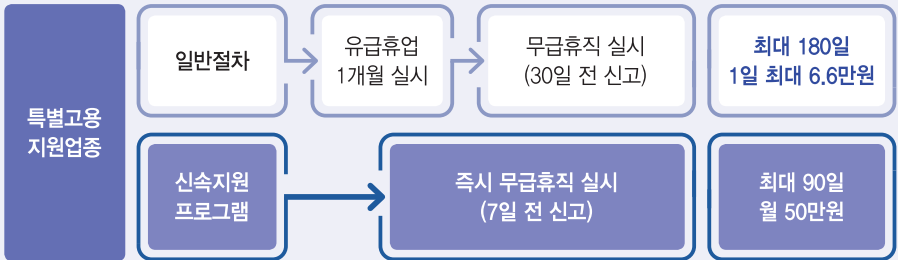 특별고용
지원업종
일반절차
유급휴업
1개월 실시
무급휴직 실시
(30일 전 신고)
최대 180일
1일 최대 6.6만원
신속지원
프로그램
즉시 무급휴직 실시
(7일 전 신고)
최대 90일
월 50만원